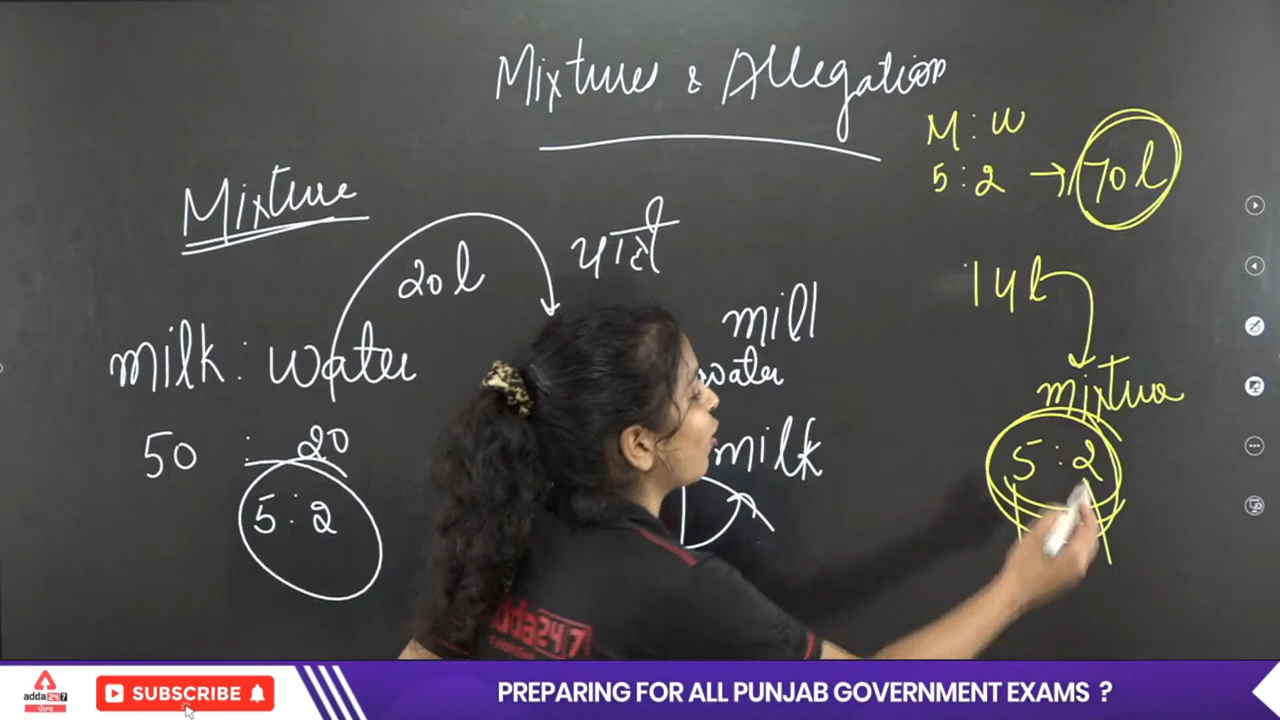 Mixture & Allegation
M : W
5 : 2 → 70 l
Mixture
20 l
milk : water
mill
water
14 l
mixture
50 : 20
milk
5 : 2
5 : 2
adda247
ਪੰਜਾਬ
SUBSCRIBE
PREPARING FOR ALL PUNJAB GOVERNMENT EXAMS ?